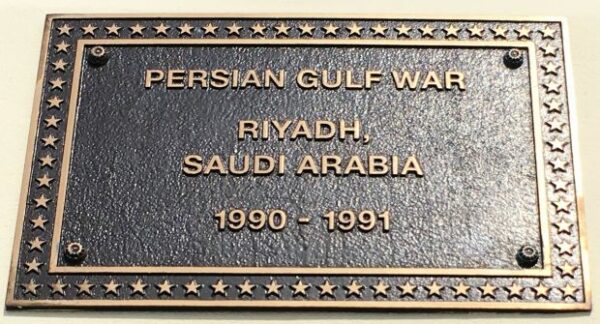 PERSIAN GULF WAR
RIYADH,
SAUDI ARABIA
1990 - 1991